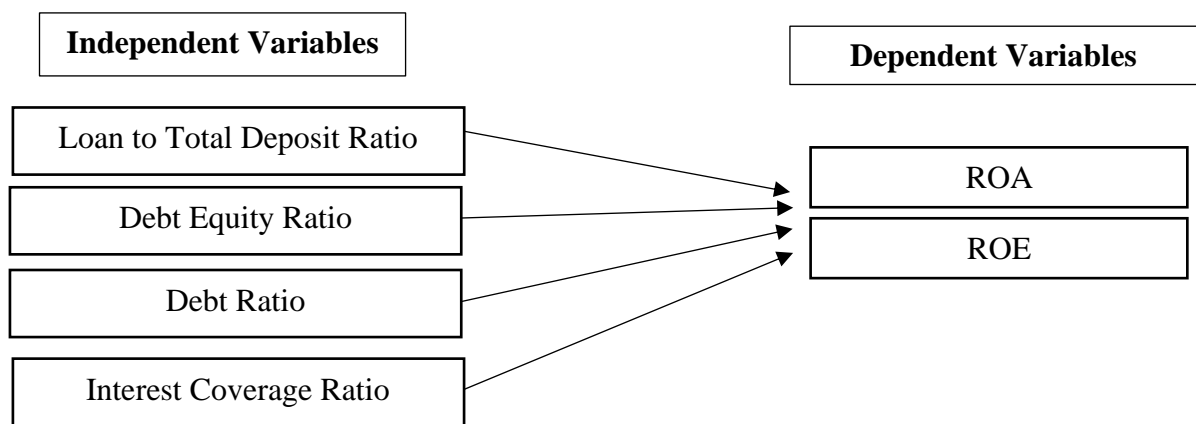 Independent Variables
Dependent Variables
Loan to Total Deposit Ratio
Debt Equity Ratio
Debt Ratio
Interest Coverage Ratio
ROA
ROE